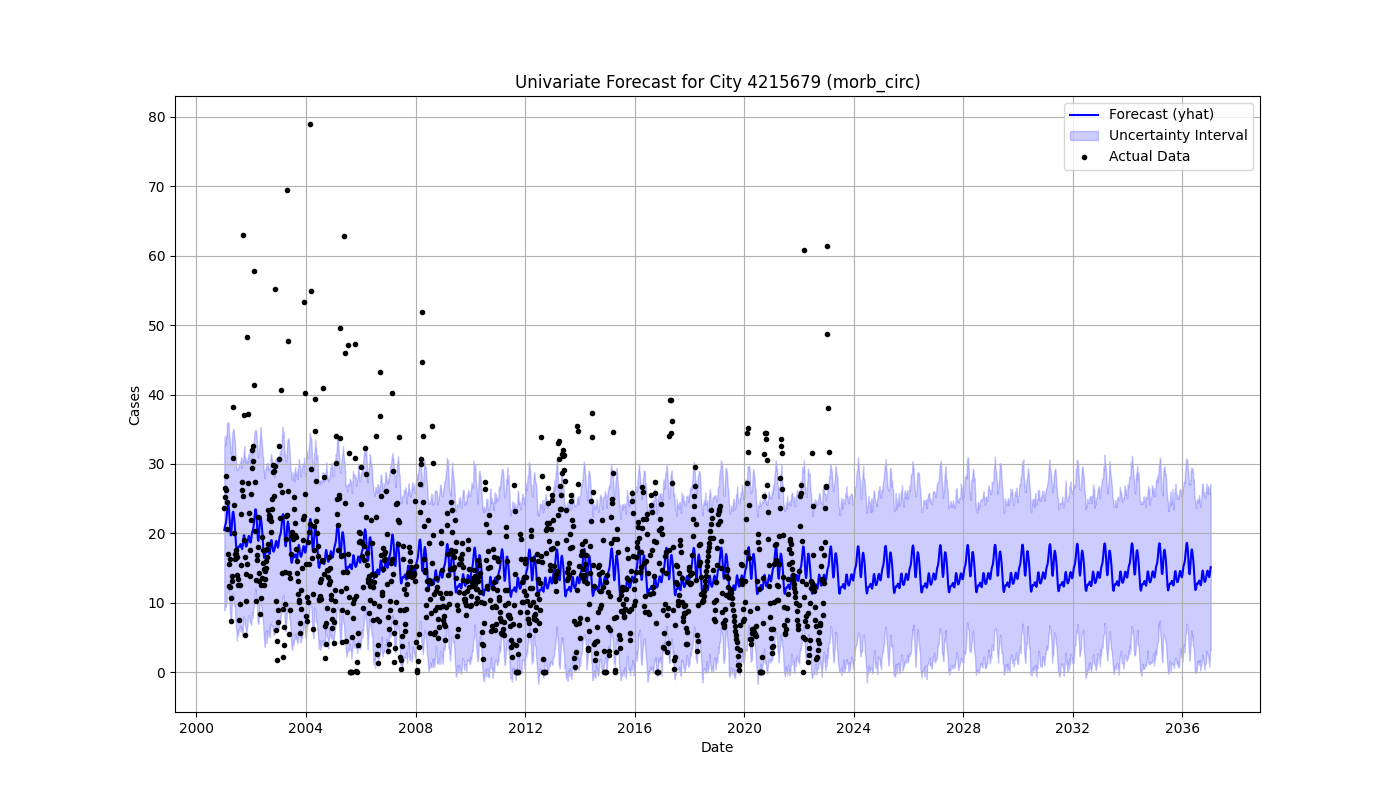 Univariate Forecast for City 4215679 (morb_circ)
Forecast (yhat)
Uncertainty Interval
Actual Data
80
70
60
50
40
30
20
10
0
Cases
2000 2004 2008 2012 2016 2020 2024 2028 2032 2036
Date